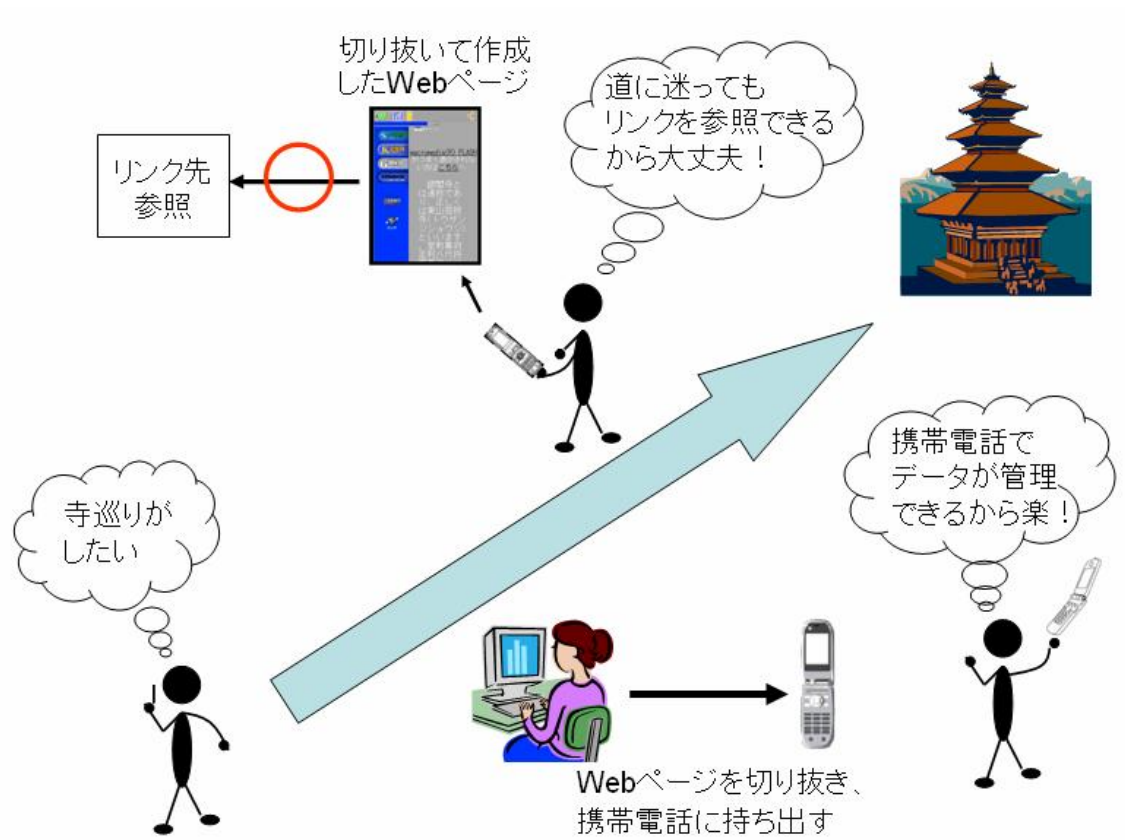 切り抜いて作成
したWebページ
道に迷っても
リンクを参照できる
から大丈夫！
リンク先
参照
携帯電話で
データが管理
できるから楽！
寺巡りが
したい
Webページを切り抜き、
携帯電話に持ち出す